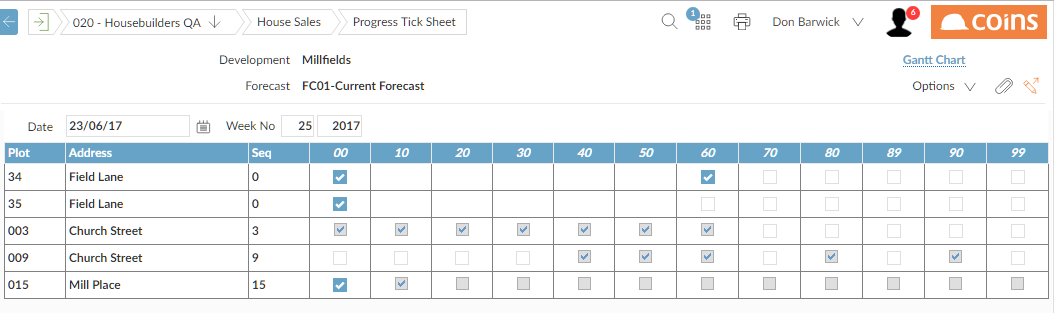 020 - Housebuilders QA House Sales Progress Tick Sheet 1 Don Barwick 6 coins
Development Millfields Gantt Chart
Forecast FC01-Current Forecast Options
Date 23/06/17 Week No 25 2017
Plot Address Seq 00 10 20 30 40 50 60 70 80 89 90 99
34 Field Lane 0
35 Field Lane 0
003 Church Street 3
009 Church Street 9
015 Mill Place 15